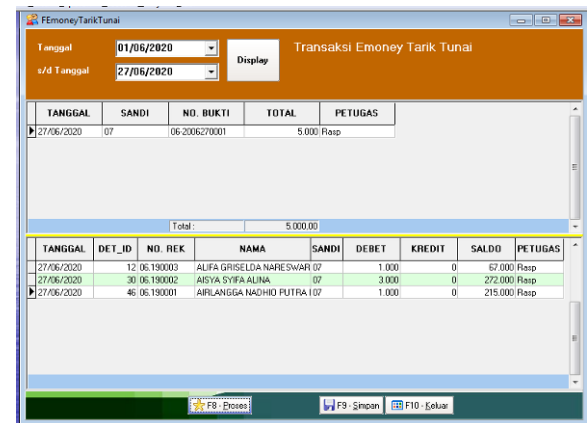 FEmoneyTarikTunai
Tanggal 01/06/2020 Display Transaksi Emoney Tarik Tunai
s/d Tanggal 27/06/2020
TANGGAL SANDI NO. BUKTI TOTAL PETUGAS
27/06/2020 07 06-2006270001 5.000 Rasp
Total : 5.000,00
TANGGAL DET_ID NO. REK NAMA SANDI DEBET KREDIT SALDO PETUGAS
27/06/2020 12 06.190003 ALIFA GRISELDA NARESWAR 07 1.000 0 67.000 Rasp
27/06/2020 30 06.190002 AISYA SYIFA ALINA 07 3.000 0 272.000 Rasp
27/06/2020 46 06.190001 AIRLANGGA NADHIO PUTRA I 07 1.000 0 215.000 Rasp
F8 - Proses F9 - Simpan F10 - Keluar